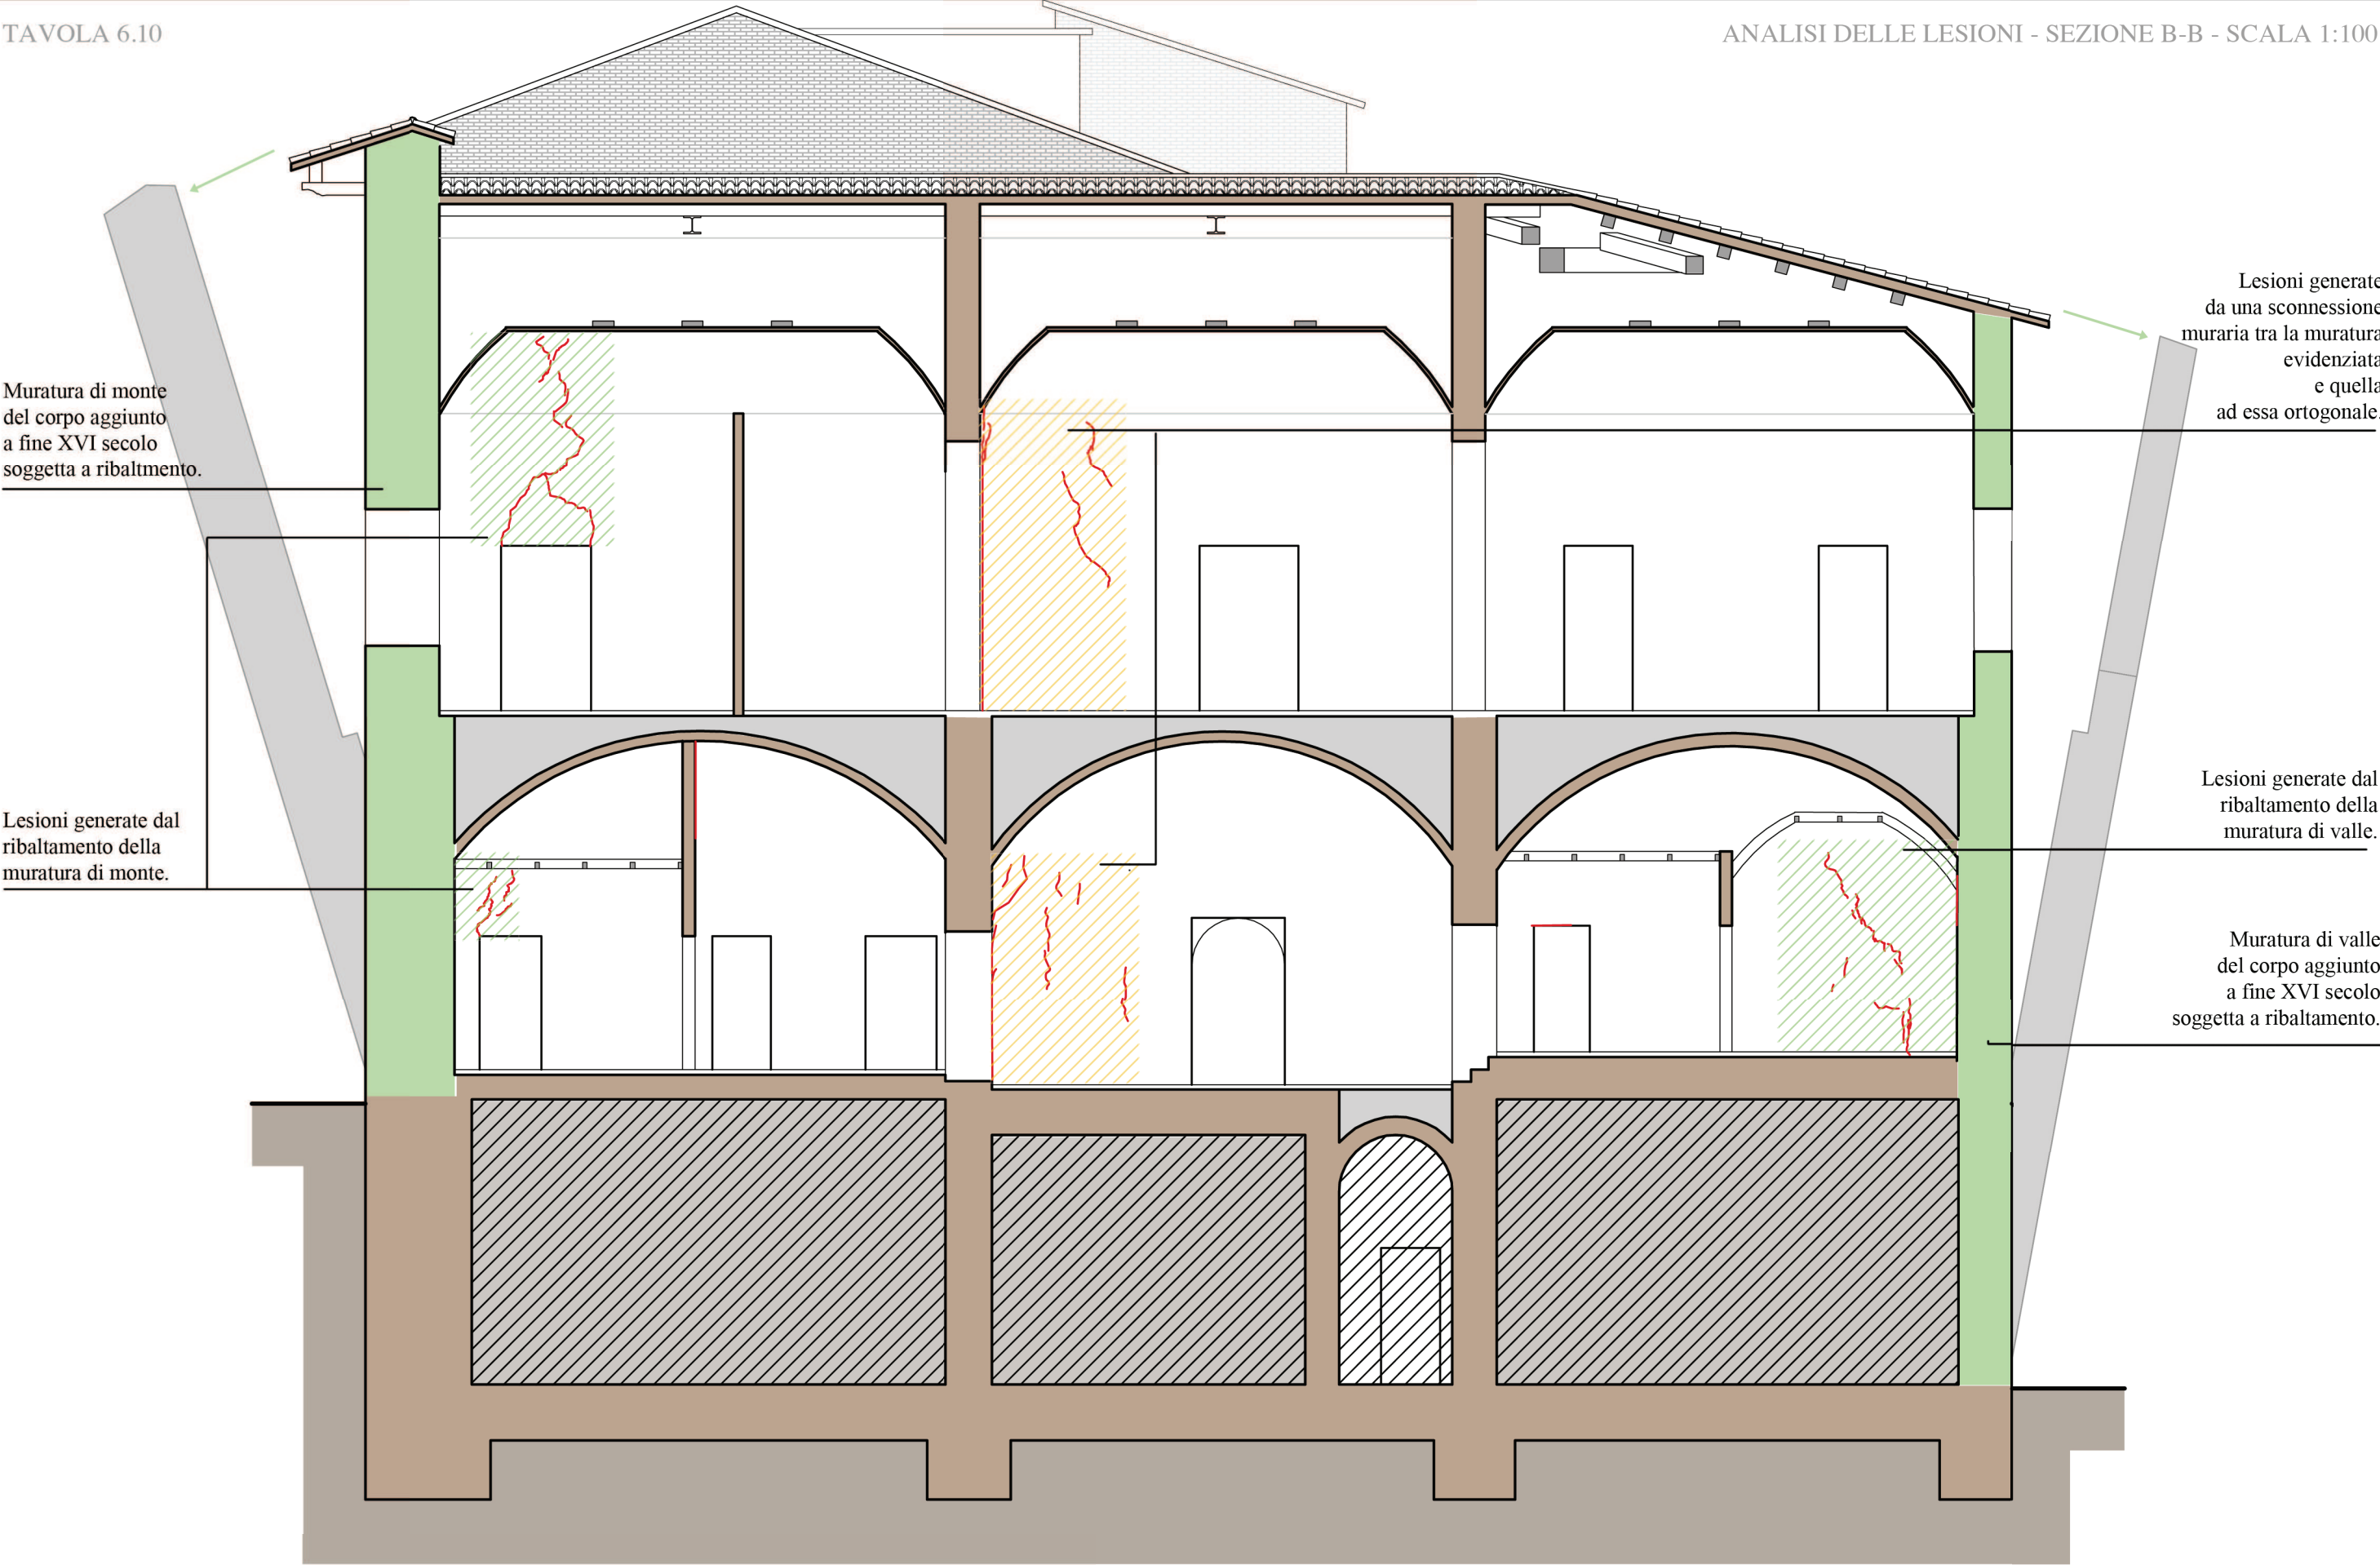 TAVOLA 6.10
ANALISI DELLE LESIONI - SEZIONE B-B - SCALA 1:100
Muratura di monte
del corpo aggiunto
a fine XVI secolo
soggetta a ribaltmento.
Lesioni generate dal
ribaltamento della
muratura di monte.
Lesioni generate
da una sconnessione
muraria tra la muratura
evidenziata
e quella
ad essa ortogonale.
Lesioni generate dal
ribaltamento della
muratura di valle.
Muratura di valle
del corpo aggiunto
a fine XVI secolo
soggetta a ribaltamento.